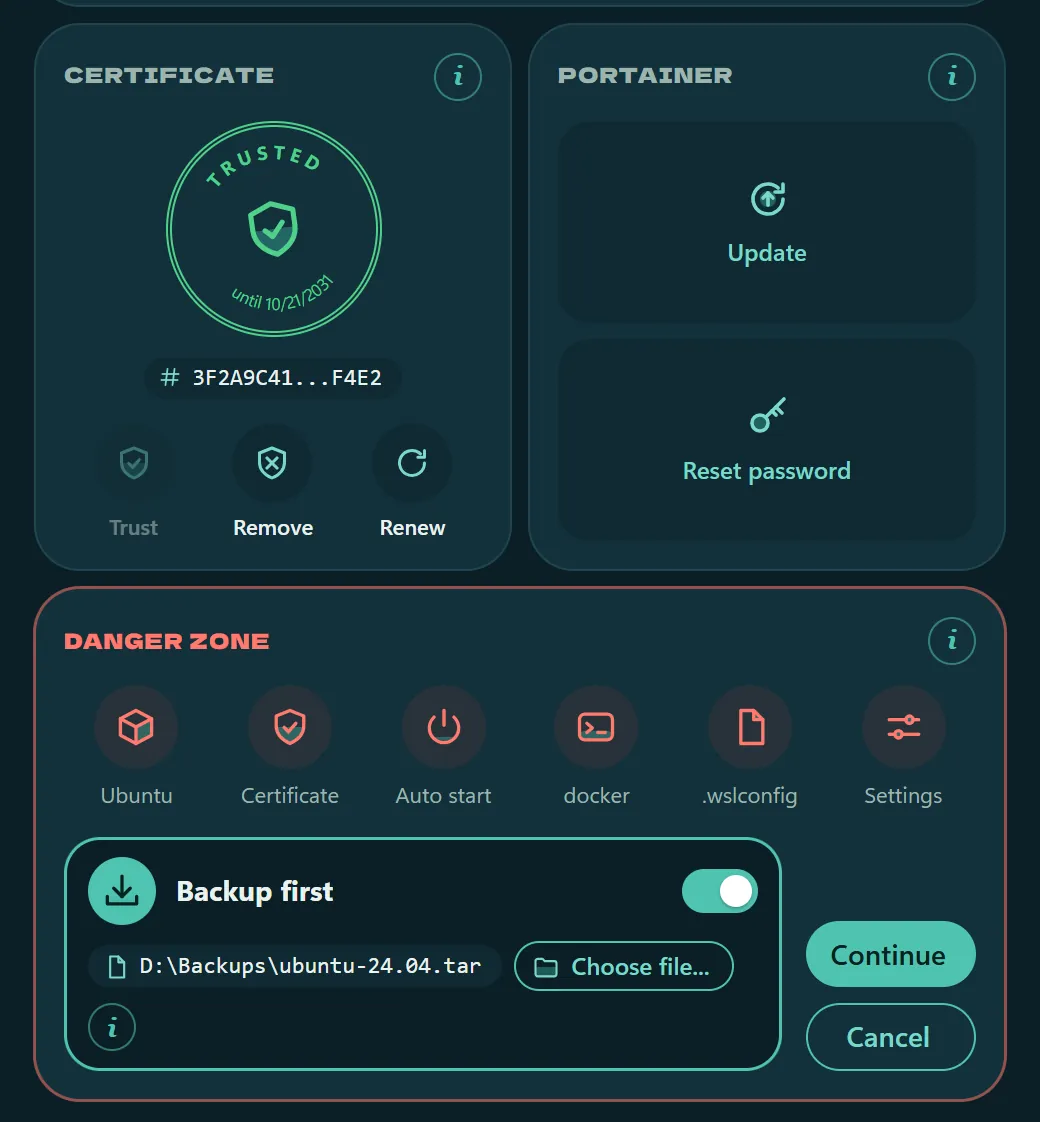 CERTIFICATE
i
TRUSTED
until 10/21/2031
# 3F2A9C41...F4E2
Trust
Remove
Renew
PORTAINER
i
Update
Reset password
DANGER ZONE
i
Ubuntu
Certificate
Auto start
docker
.wslconfig
Settings
Backup first
D:\Backups\ubuntu-24.04.tar
Choose file...
i
Continue
Cancel